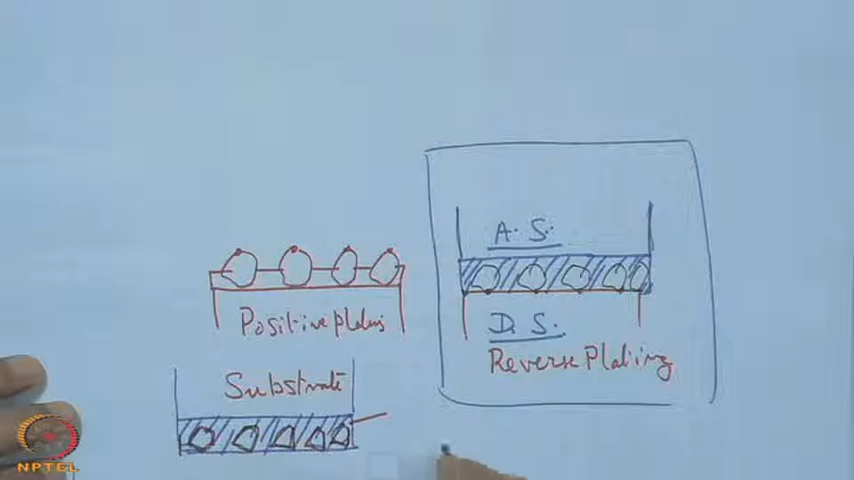 A. S.
Positive plating
D. S.
Reverse Plating
Substrate
NPTEL